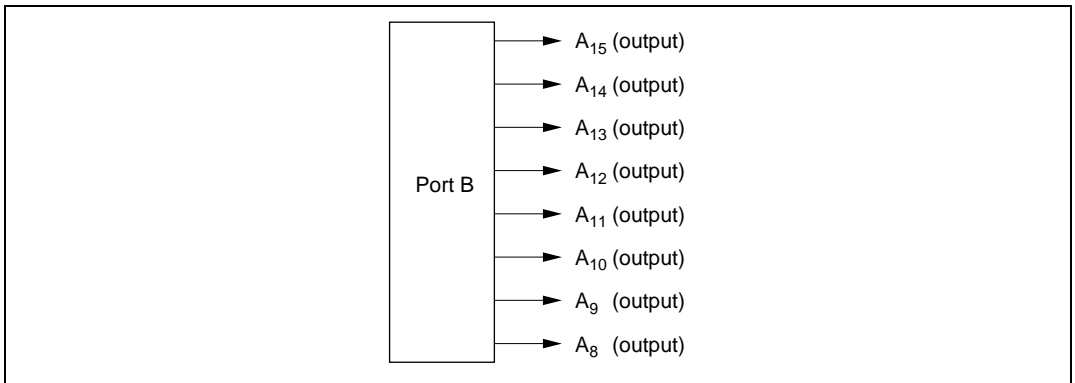 A15 (output)
A14 (output)
A13 (output)
A12 (output)
Port B
A11 (output)
A10 (output)
A9 (output)
A8 (output)